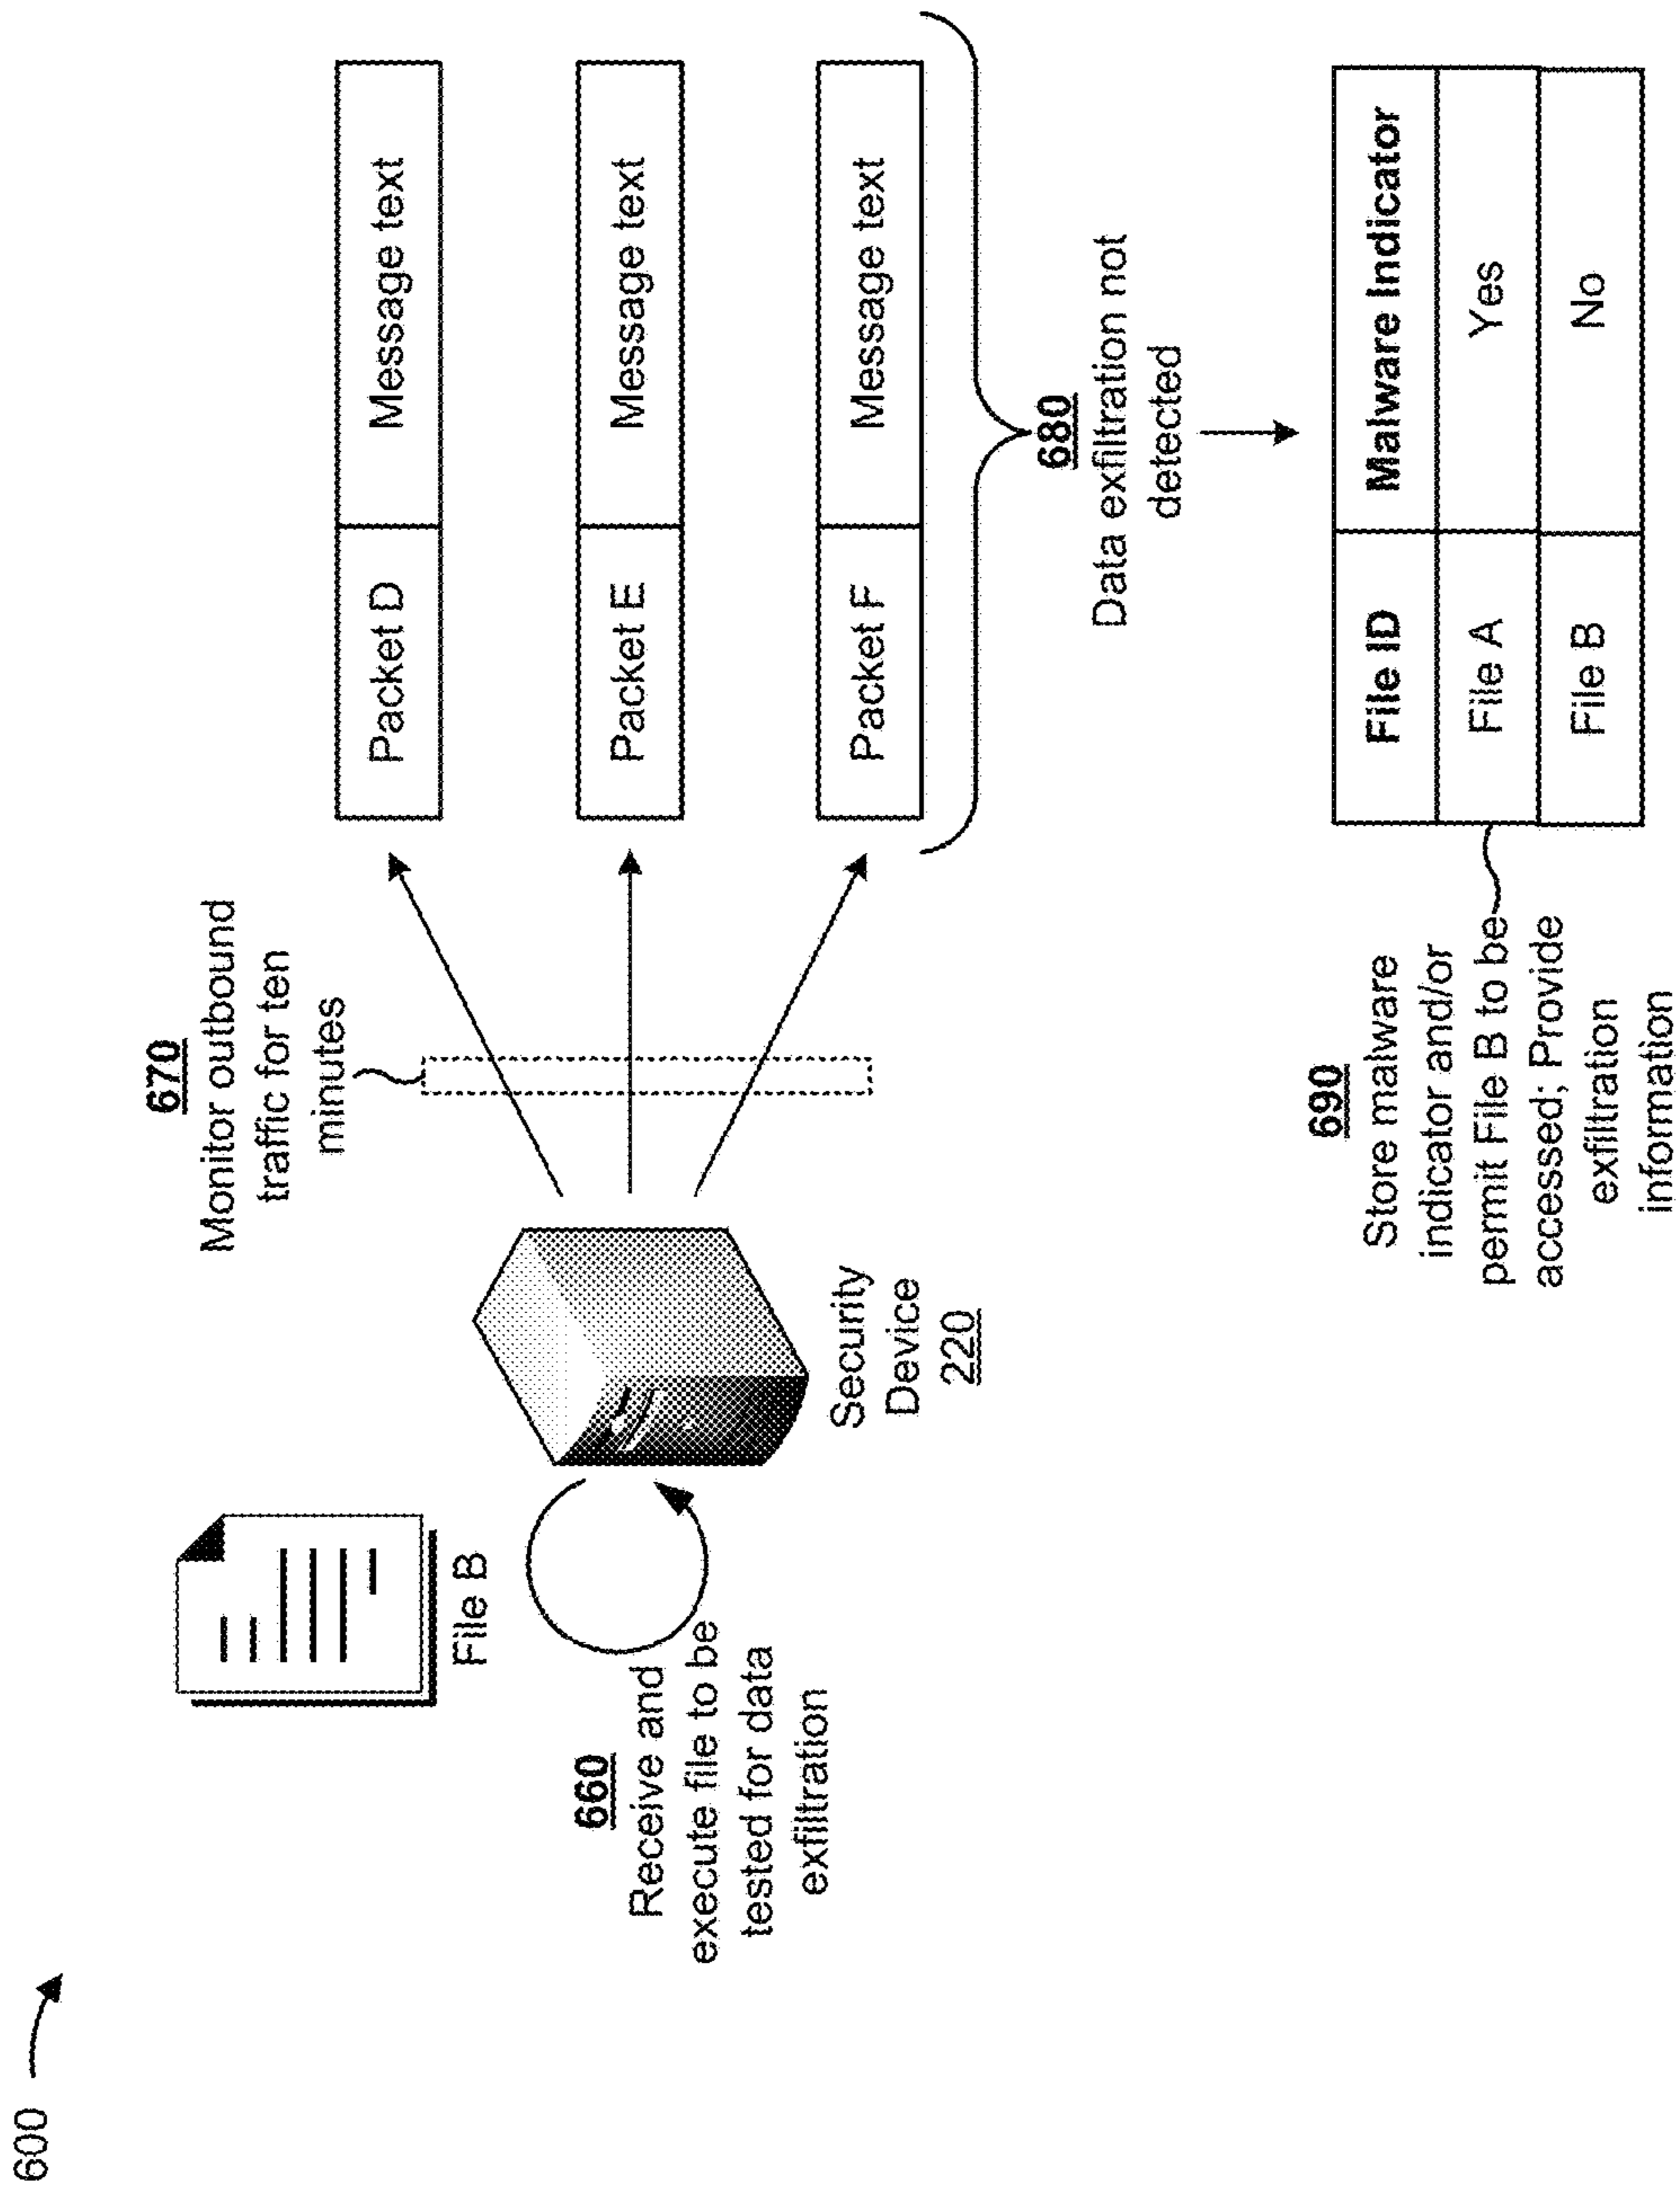 600
File B
660
Receive and
execute file to be
tested for data
exfiltration
Security
Device
220
670
Monitor outbound
traffic for ten
minutes
Packet D Message text
Packet E Message text
Packet F Message text
680
Data exfiltration not
detected
690
Store malware
indicator and/or
permit File B to be
accessed; Provide
exfiltration
information
File ID Malware Indicator
File A Yes
File B No